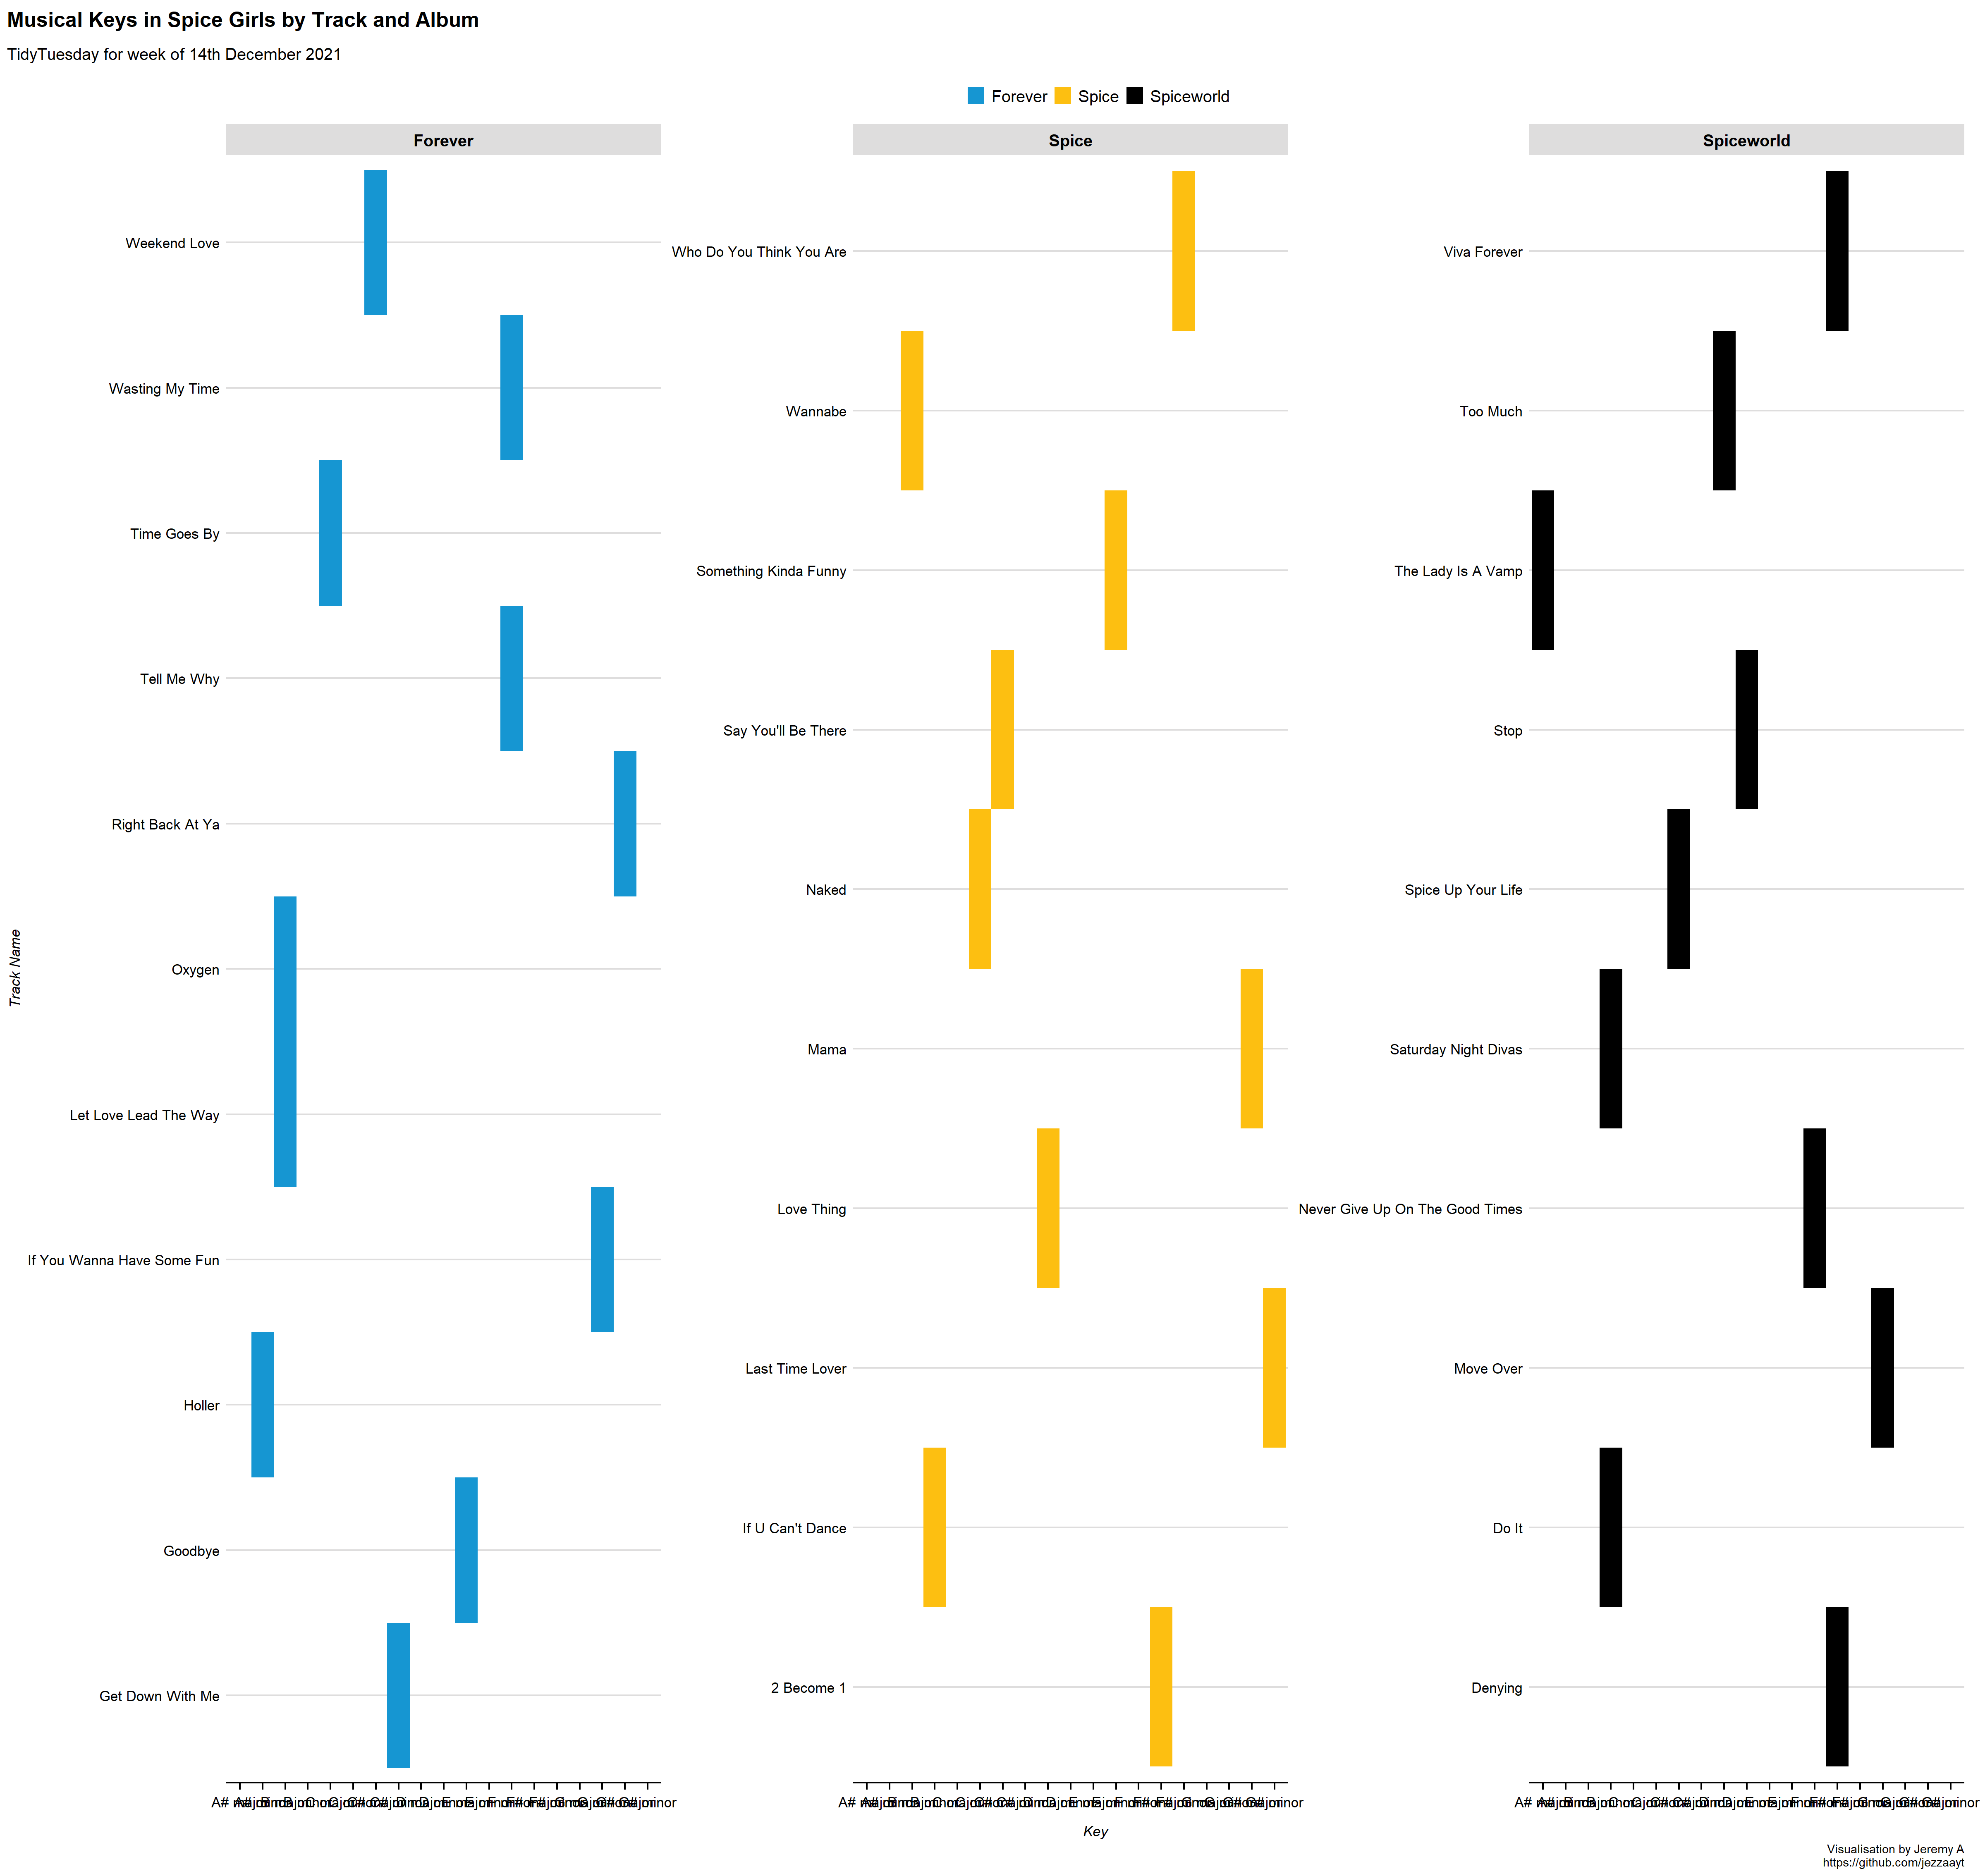 Musical Keys in Spice Girls by Track and Album
TidyTuesday for week of 14th December 2021
Forever Spice Spiceworld
Forever
Weekend Love
Wasting My Time
Time Goes By
Tell Me Why
Right Back At Ya
Oxygen
Let Love Lead The Way
If You Wanna Have Some Fun
Holler
Goodbye
Get Down With Me
Spice
Who Do You Think You Are
Wannabe
Something Kinda Funny
Say You'll Be There
Naked
Mama
Love Thing
Last Time Lover
If U Can't Dance
2 Become 1
Spiceworld
Viva Forever
Too Much
The Lady Is A Vamp
Stop
Spice Up Your Life
Saturday Night Divas
Never Give Up On The Good Times
Move Over
Do It
Denying
Track Name
Key
Visualisation by Jeremy A
https://github.com/jezzaayt